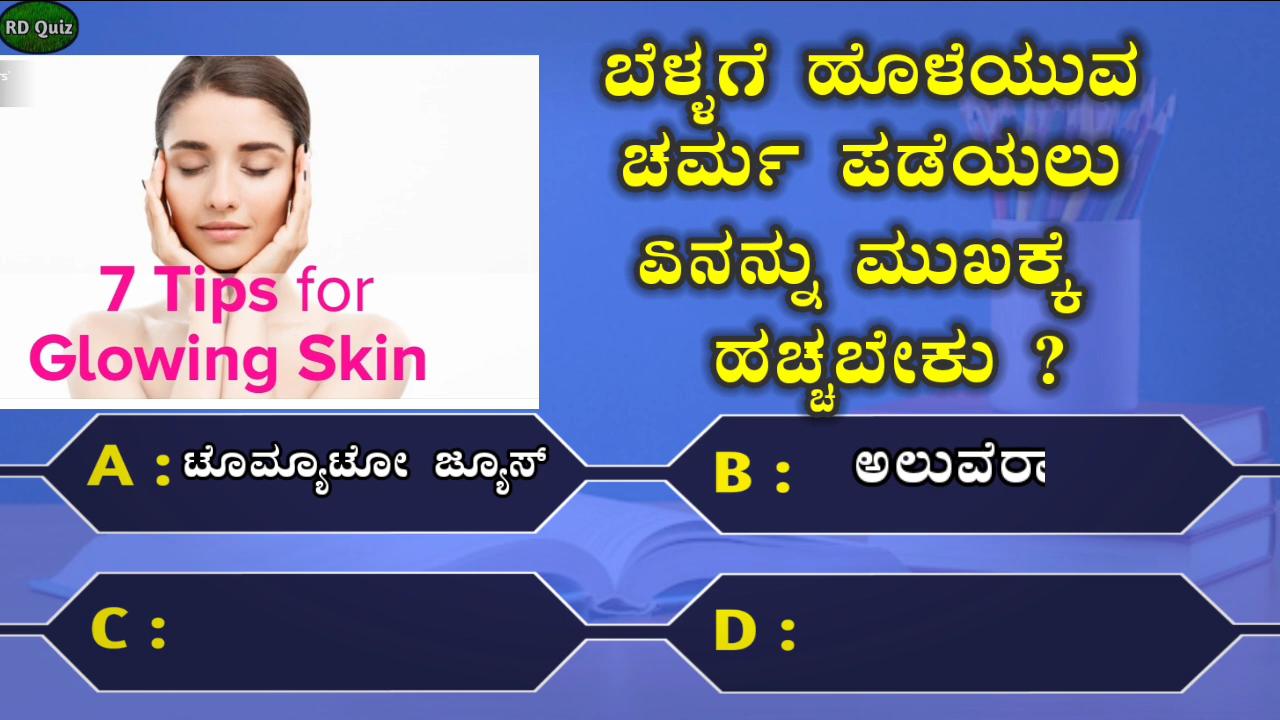 RD Quiz
ಬೆಳ್ಳಗೆ ಹೊಳೆಯುವ
ಚರ್ಮ ಪಡೆಯಲು
ಏನನ್ನು ಮುಖಕ್ಕೆ
ಹಚ್ಚಬೇಕು ?
7 Tips for
Glowing Skin
A : ಟೊಮ್ಯಾಟೋ ಜ್ಯೂಸ್
B : ಅಲುವೆರಾ
C :
D :